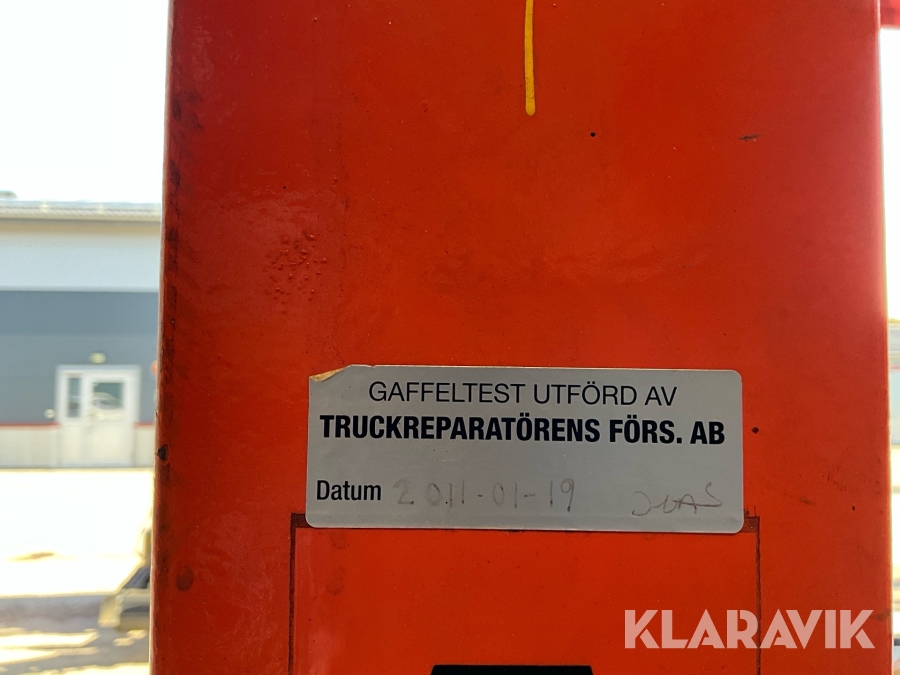 GAFFELTEST UTFÖRD AV
TRUCKREPARATÖRENS FÖRS. AB
Datum 2011-01-19
KLARAVIK